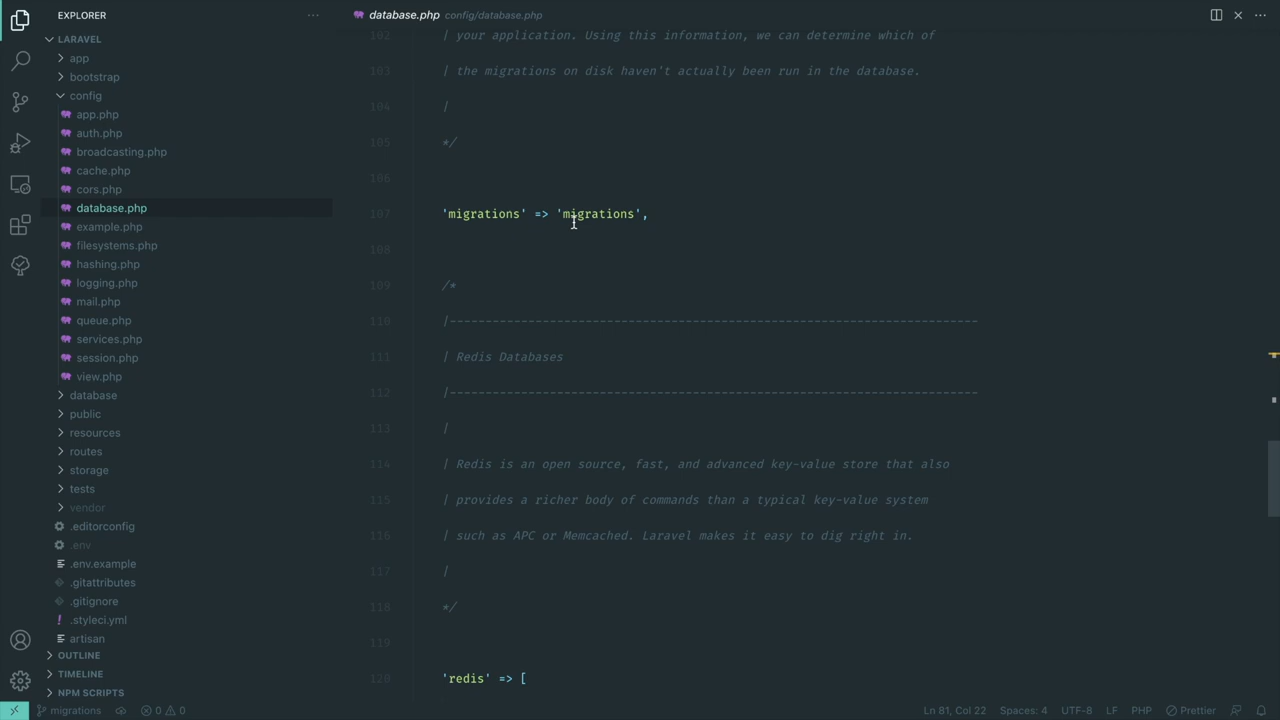 EXPLORER
LARAVEL
app
bootstrap
config
app.php
auth.php
broadcasting.php
cache.php
cors.php
database.php
example.php
filesystems.php
hashing.php
logging.php
mail.php
queue.php
services.php
session.php
view.php
database
public
resources
routes
storage
tests
vendor
.editorconfig
.env
.env.example
.gitattributes
.gitignore
! .styleci.yml
artisan
OUTLINE
TIMELINE
NPM SCRIPTS
database.php config/database.php
102 | your application. Using this information, we can determine which of
103 | the migrations on disk haven't actually been run in the database.
104 |
105 */
106
107 'migrations' => 'migrations',
108
109 /*
110 |--------------------------------------------------------------------------
111 | Redis Databases
112 |--------------------------------------------------------------------------
113 |
114 | Redis is an open source, fast, and advanced key-value store that also
115 | provides a richer body of commands than a typical key-value system
116 | such as APC or Memcached. Laravel makes it easy to dig right in.
117 |
118 */
119
120 'redis' => [
migrations 0 0 Ln 81, Col 22 Spaces: 4 UTF-8 LF PHP Prettier